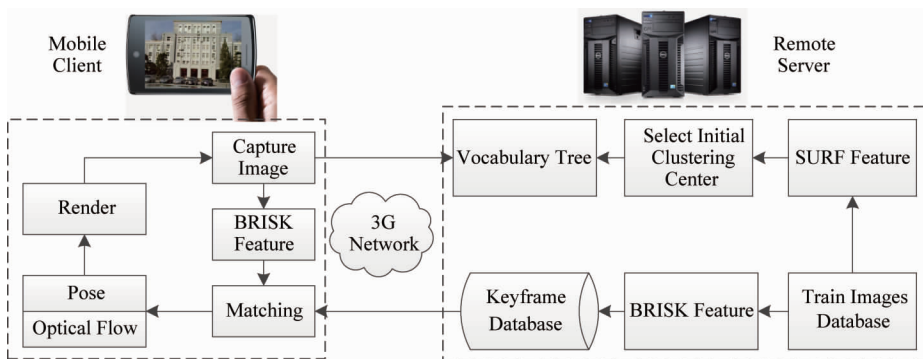 Mobile
Client
Remote
Server
Capture
Image
BRISK
Feature
Matching
Render
Pose
Optical Flow
3G
Network
Vocabulary Tree
Select Initial
Clustering
Center
SURF Feature
Keyframe
Database
BRISK Feature
Train Images
Database